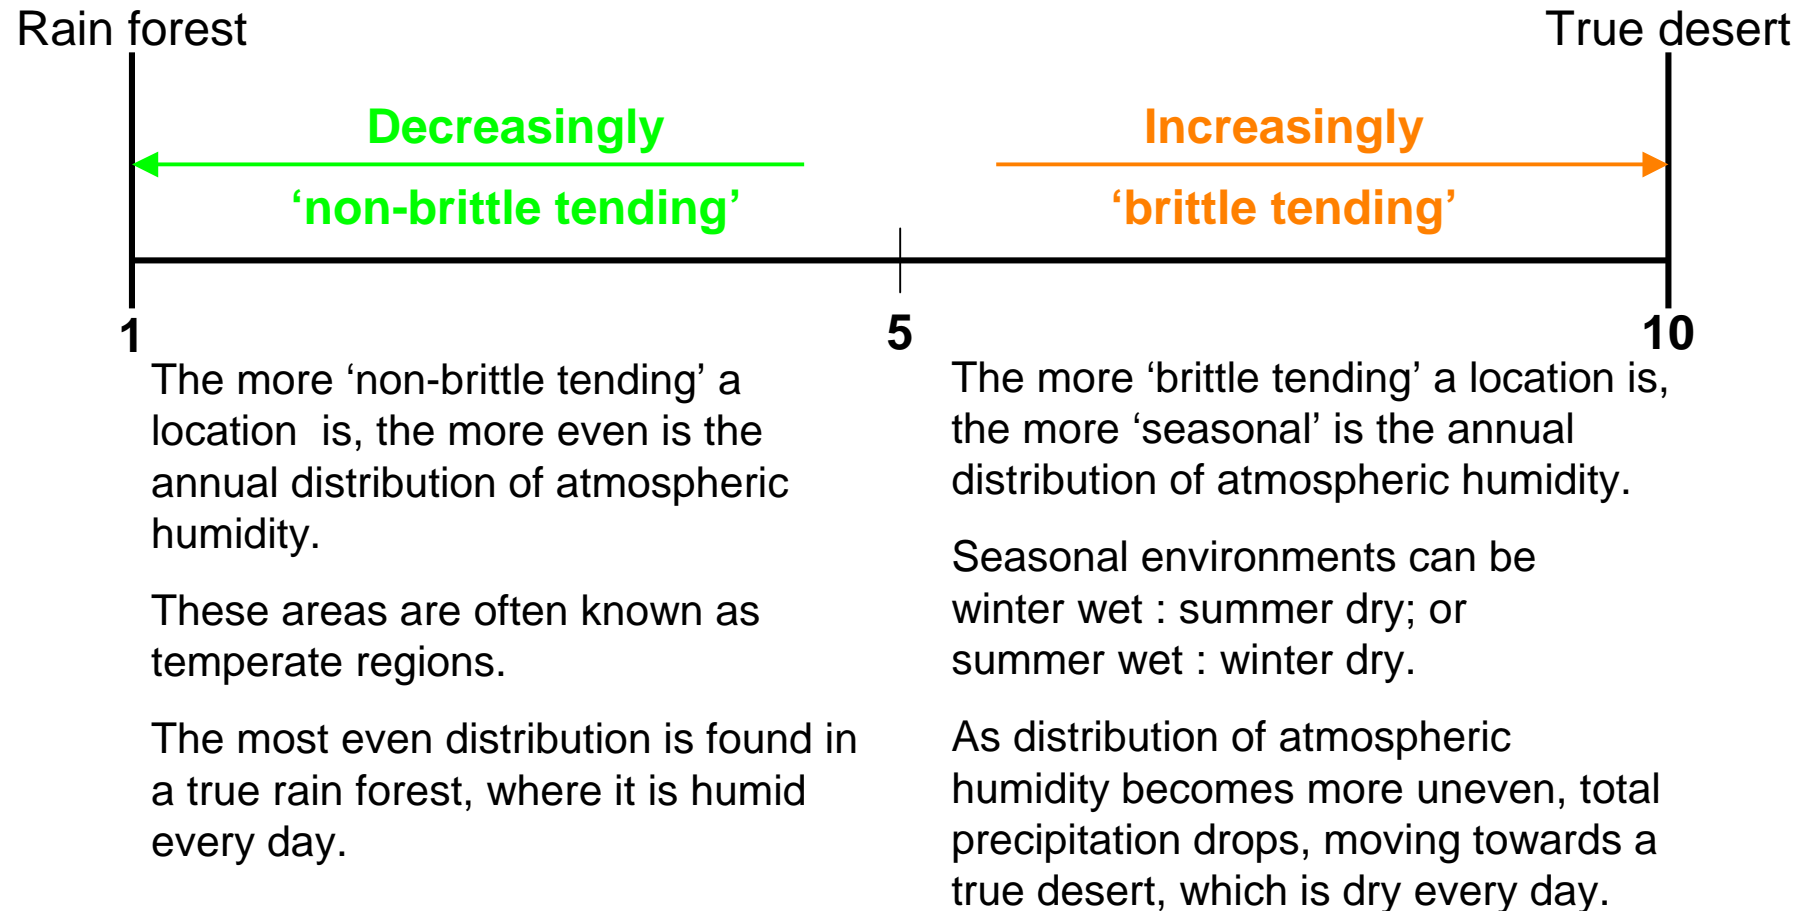 Rain forest
True desert
Decreasingly
‘non-brittle tending’
Increasingly
‘brittle tending’
1
5
10
The more ‘non-brittle tending’ a
location is, the more even is the
annual distribution of atmospheric
humidity.
These areas are often known as
temperate regions.
The most even distribution is found in
a true rain forest, where it is humid
every day.
The more ‘brittle tending’ a location is,
the more ‘seasonal’ is the annual
distribution of atmospheric humidity.
Seasonal environments can be
winter wet : summer dry; or
summer wet : winter dry.
As distribution of atmospheric
humidity becomes more uneven, total
precipitation drops, moving towards a
true desert, which is dry every day.